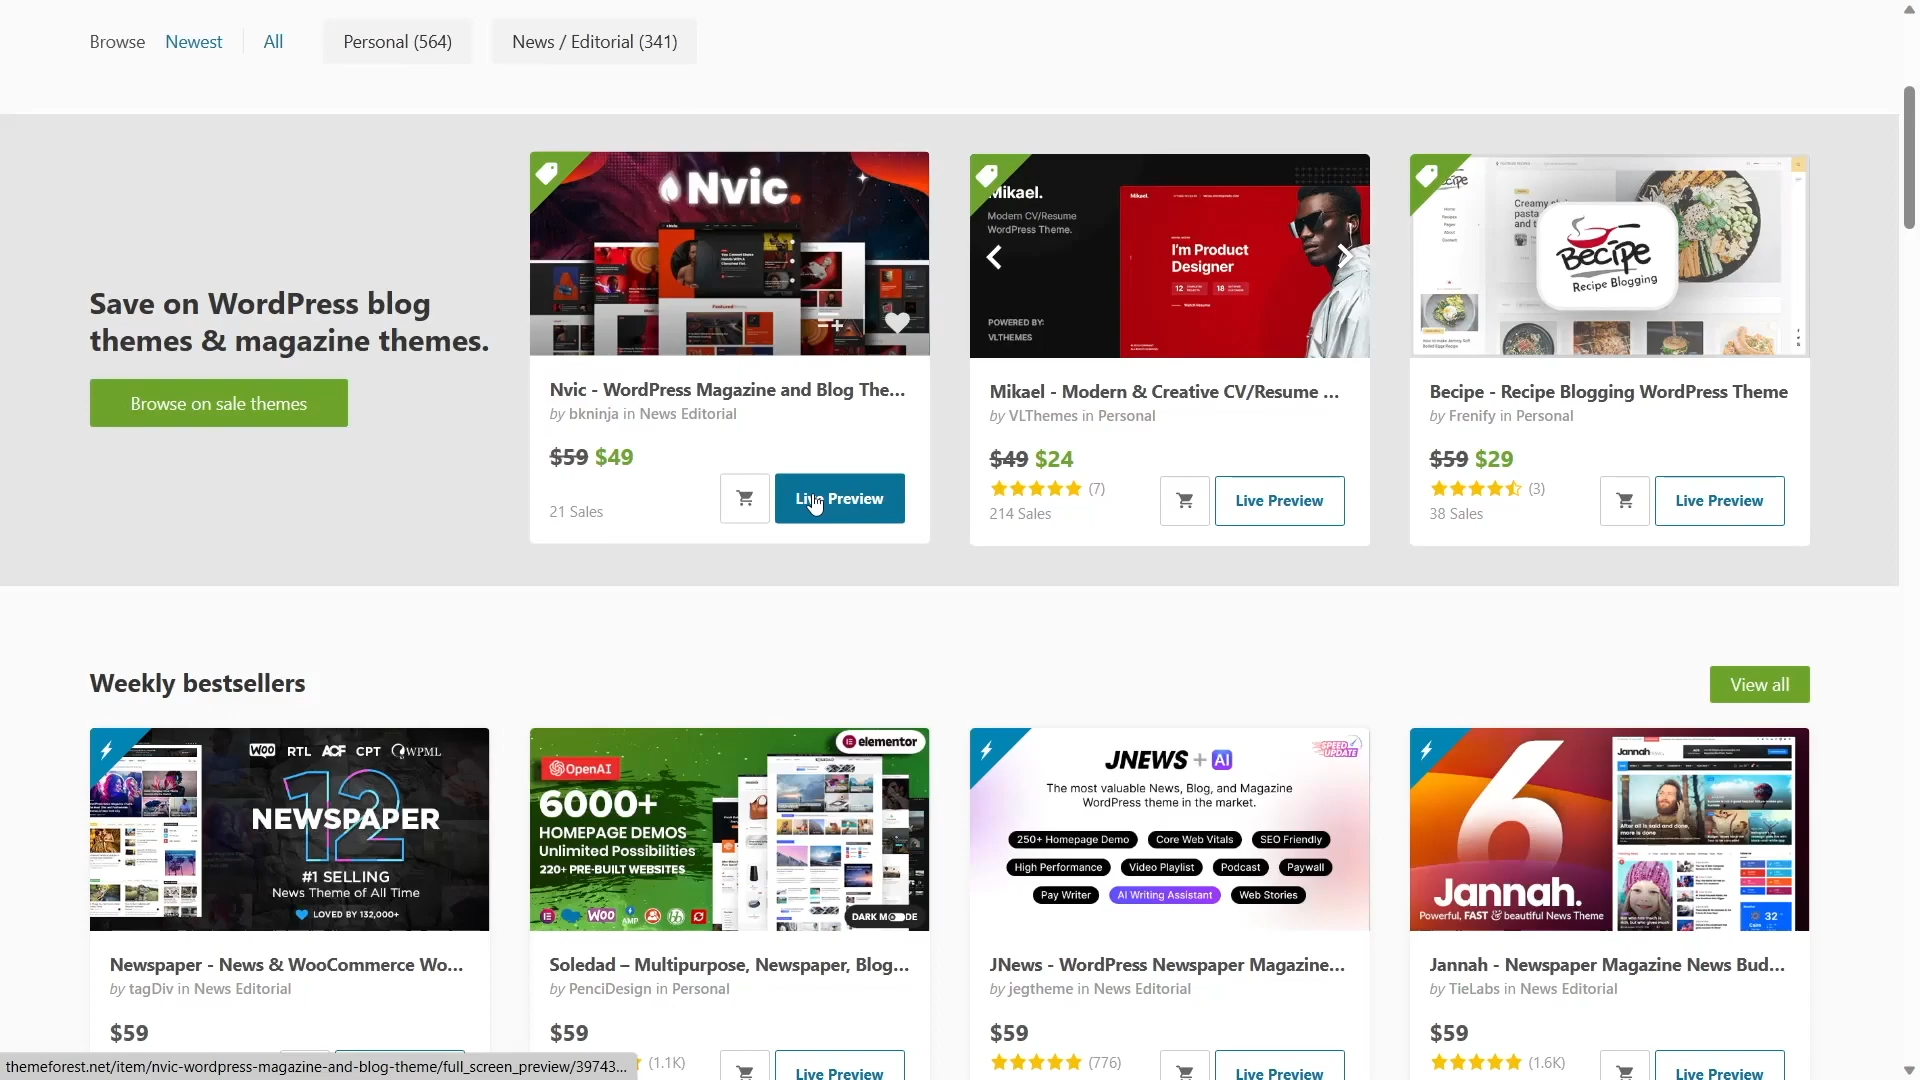 Browse Newest All Personal (564) News / Editorial (341)
Save on WordPress blog
themes & magazine themes.
Browse on sale themes
Nvic.
Nvic - WordPress Magazine and Blog The...
by bkninja in News Editorial
$59 $49
21 Sales
Live Preview
Mikael.
Modern CV/Resume
WordPress Theme.
POWERED BY:
VLTHEMES
Mikael.
I'm Product
Designer
12
18
Mikael - Modern & Creative CV/Resume ...
by VLThemes in Personal
$49 $24
(7)
214 Sales
Live Preview
Becipe
Recipe Blogging
Becipe - Recipe Blogging WordPress Theme
by Frenify in Personal
$59 $29
(3)
38 Sales
Live Preview
Weekly bestsellers
View all
WOO RTL ACF CPT WPML
12
NEWSPAPER
#1 SELLING
News Theme of All Time
LOVED BY 132,000+
Newspaper - News & WooCommerce Wo...
by tagDiv in News Editorial
$59
elementor
OpenAI
6000+
HOMEPAGE DEMOS
Unlimited Possibilities
220+ PRE-BUILT WEBSITES
WOO AMP
DARK MODE
Soledad – Multipurpose, Newspaper, Blog...
by PenciDesign in Personal
$59
(1.1K)
Live Preview
SPEED UPDATE
JNEWS + AI
The most valuable News, Blog, and Magazine
WordPress theme in the market.
250+ Homepage Demo Core Web Vitals SEO Friendly
High Performance Video Playlist Podcast Paywall
Pay Writer AI Writing Assistant Web Stories
JNews - WordPress Newspaper Magazine...
by jegtheme in News Editorial
$59
(776)
Live Preview
6
Jannah.
Powerful, FAST & beautiful News Theme
Jannah
32
Jannah - Newspaper Magazine News Bud...
by TieLabs in News Editorial
$59
(1.6K)
Live Preview
themeforest.net/item/nvic-wordpress-magazine-and-blog-theme/full_screen_preview/39743...